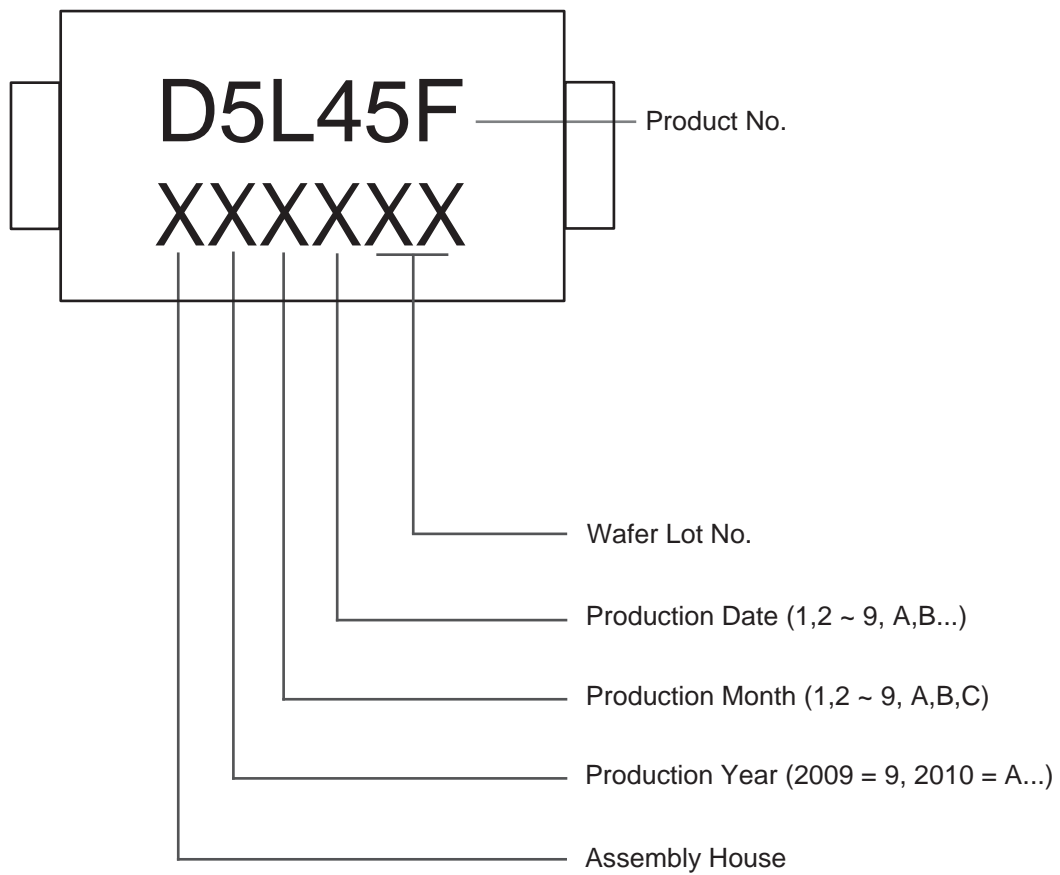 D5L45F
Product No.
XXXXXX
Wafer Lot No.
Production Date (1,2 ~ 9, A,B...)
Production Month (1,2 ~ 9, A,B,C)
Production Year (2009 = 9, 2010 = A...)
Assembly House